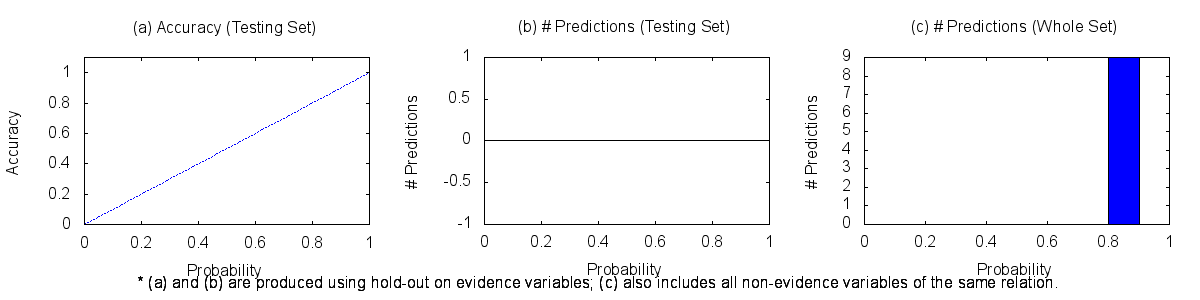 (a) Accuracy (Testing Set)
(b) # Predictions (Testing Set)
(c) # Predictions (Whole Set)
Accuracy
1
0.8
0.6
0.4
0.2
0
0 0.2 0.4 0.6 0.8 1
Probability
# Predictions
1
0.5
0
-0.5
-1
0 0.2 0.4 0.6 0.8 1
Probability
# Predictions
9
8
7
6
5
4
3
2
1
0
0 0.2 0.4 0.6 0.8 1
Probability
* (a) and (b) are produced using hold-out on evidence variables; (c) also includes all non-evidence variables of the same relation.